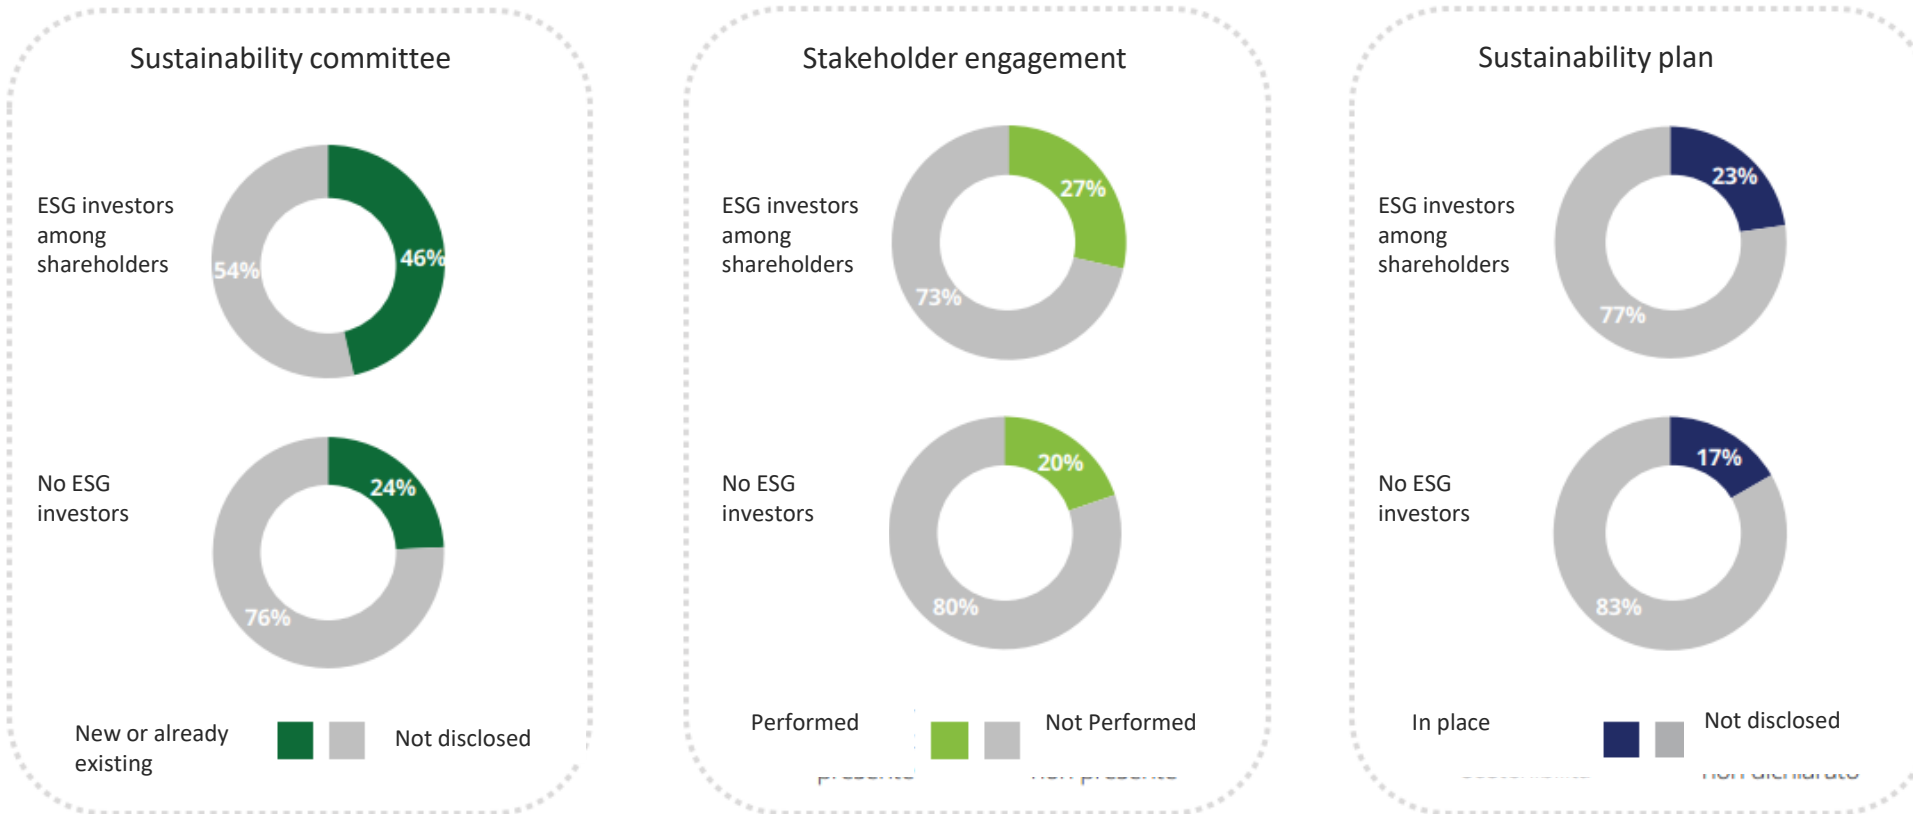 Sustainability committee
ESG investors
among
shareholders
54%
46%
No ESG
investors
24%
76%
New or already
existing
Not disclosed
Stakeholder engagement
ESG investors
among
shareholders
27%
73%
No ESG
investors
20%
80%
Performed
Not Performed
Sustainability plan
ESG investors
among
shareholders
23%
77%
No ESG
investors
17%
83%
In place
Not disclosed